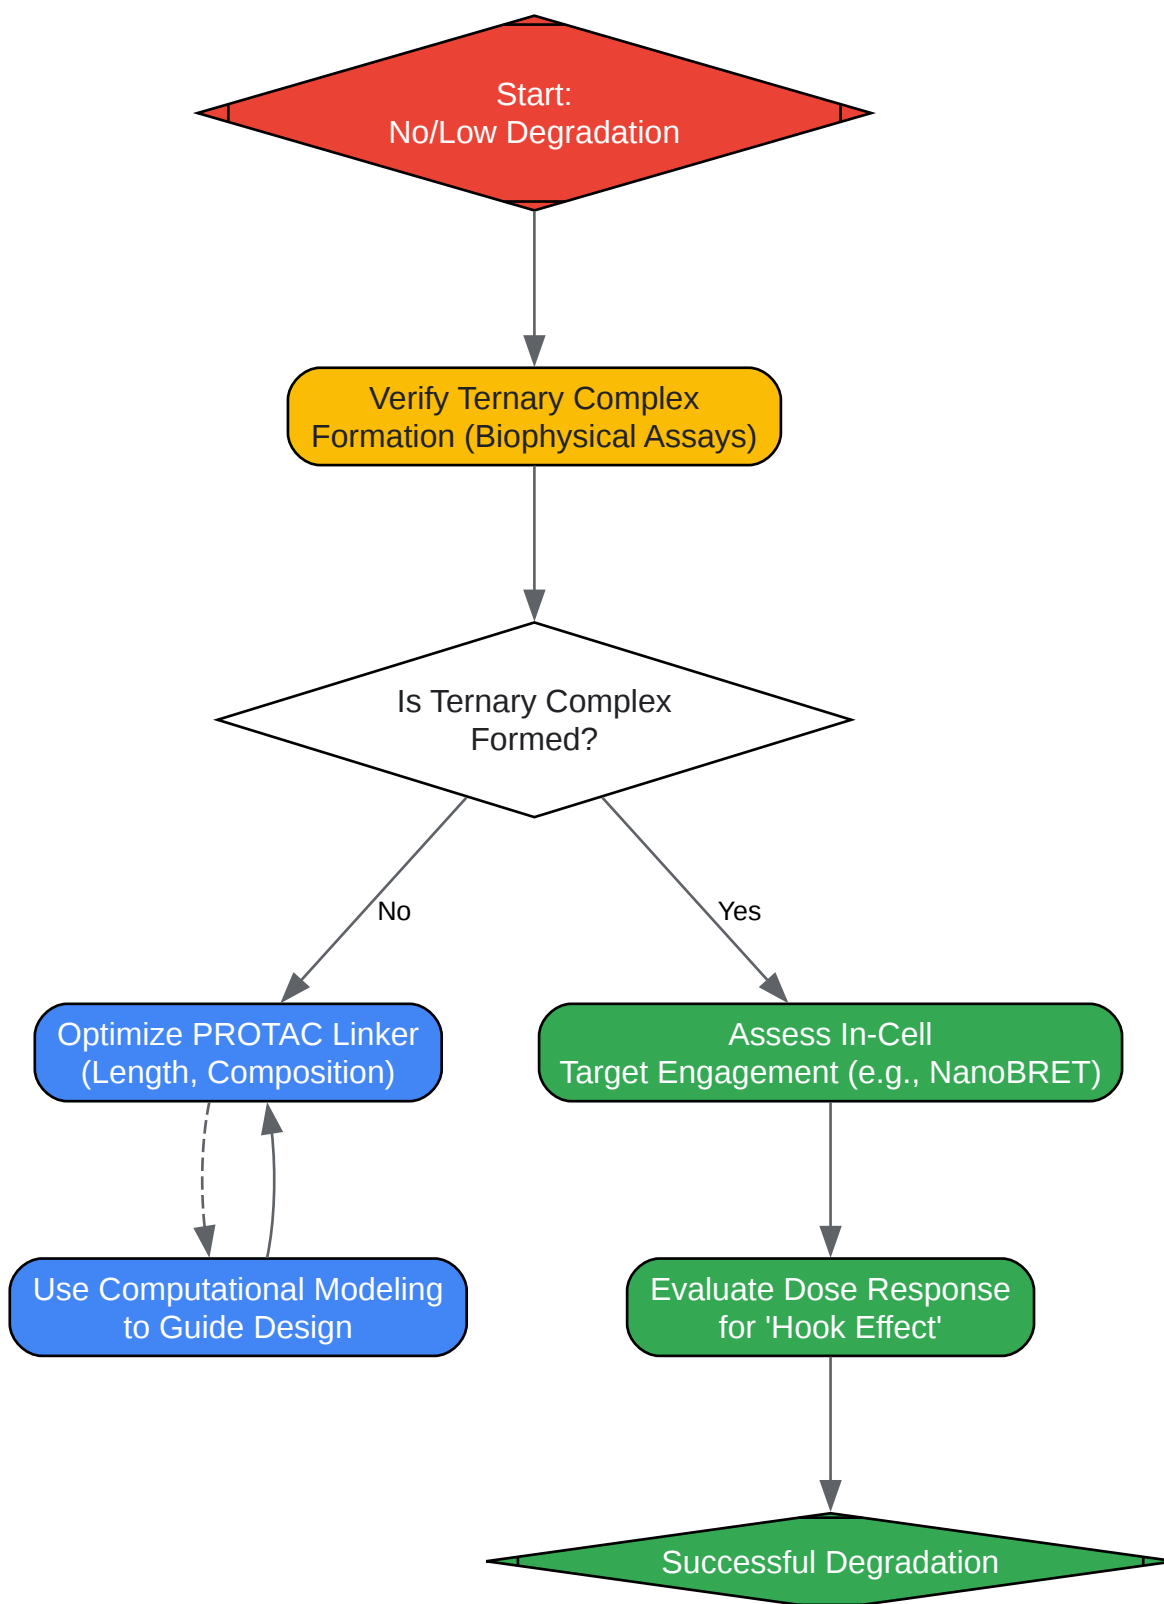 Start:
No/Low Degradation
Verify Ternary Complex
Formation (Biophysical Assays)
Is Ternary Complex
Formed?
No
Yes
Optimize PROTAC Linker
(Length, Composition)
Assess In-Cell
Target Engagement (e.g., NanoBRET)
Use Computational Modeling
to Guide Design
Evaluate Dose Response
for 'Hook Effect'
Successful Degradation